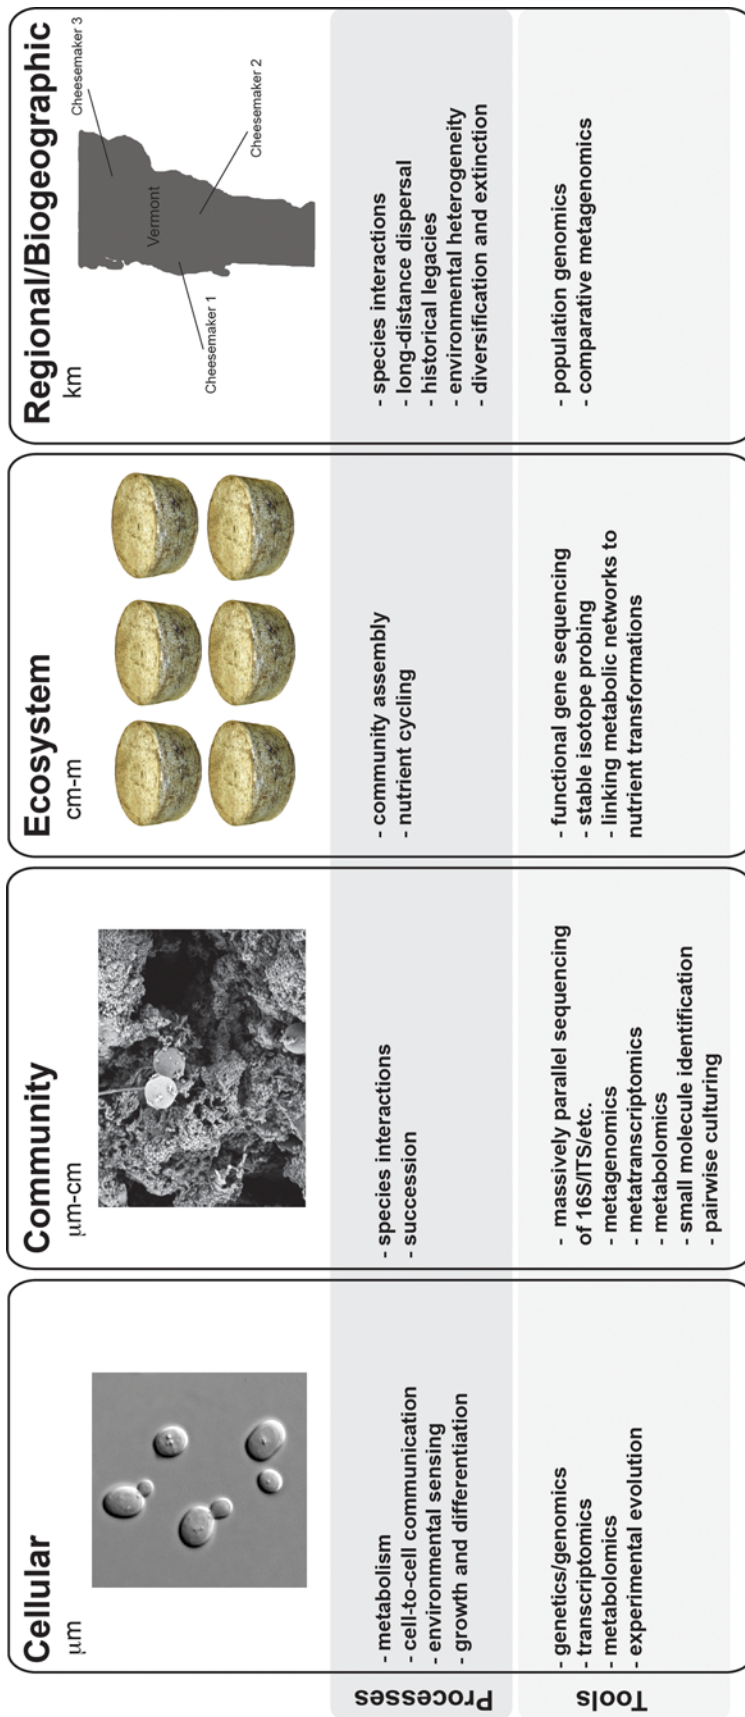 Cellular
μm
Community
μm-cm
Ecosystem
cm-m
Regional/Biogeographic
km
Cheesemaker 1
Vermont
Cheesemaker 2
Cheesemaker 3
Processes
- metabolism
- cell-to-cell communication
- environmental sensing
- growth and differentiation
- species interactions
- succession
- community assembly
- nutrient cycling
- species interactions
- long-distance dispersal
- historical legacies
- environmental heterogeneity
- diversification and extinction
Tools
- genetics/genomics
- transcriptomics
- metabolomics
- experimental evolution
- massively parallel sequencing
of 16S/ITS/etc.
- metagenomics
- metatranscriptomics
- metabolomics
- small molecule identification
- pairwise culturing
- functional gene sequencing
- stable isotope probing
- linking metabolic networks to
nutrient transformations
- population genomics
- comparative metagenomics